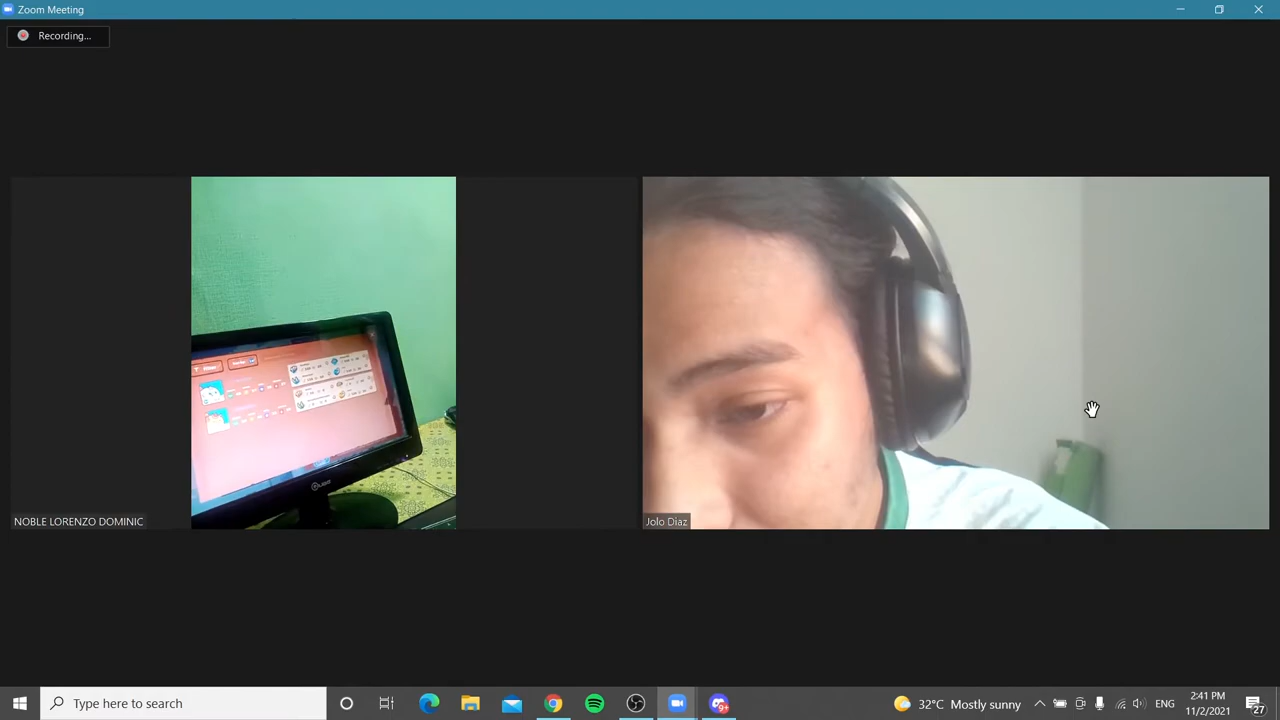 Zoom Meeting
Recording...
NOBLE LORENZO DOMINIC
Jolo Diaz
Type here to search
9+
32°C Mostly sunny
ENG
2:41 PM
11/2/2021
27